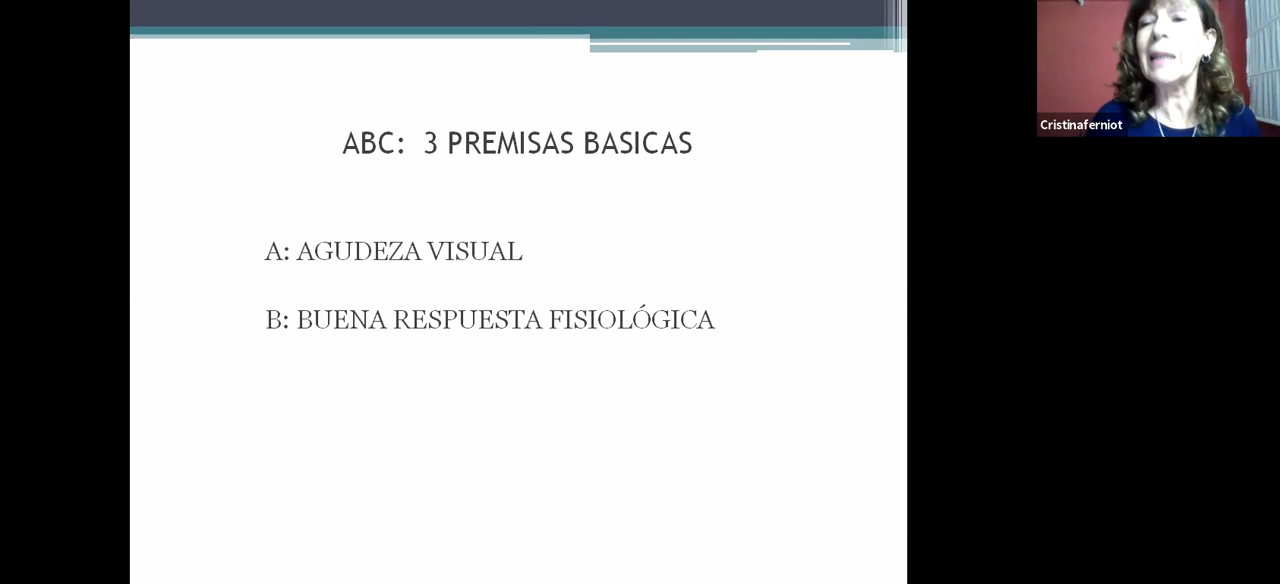 ABC: 3 PREMISAS BASICAS
A: AGUDEZA VISUAL
B: BUENA RESPUESTA FISIOLÓGICA
Cristinaferniot